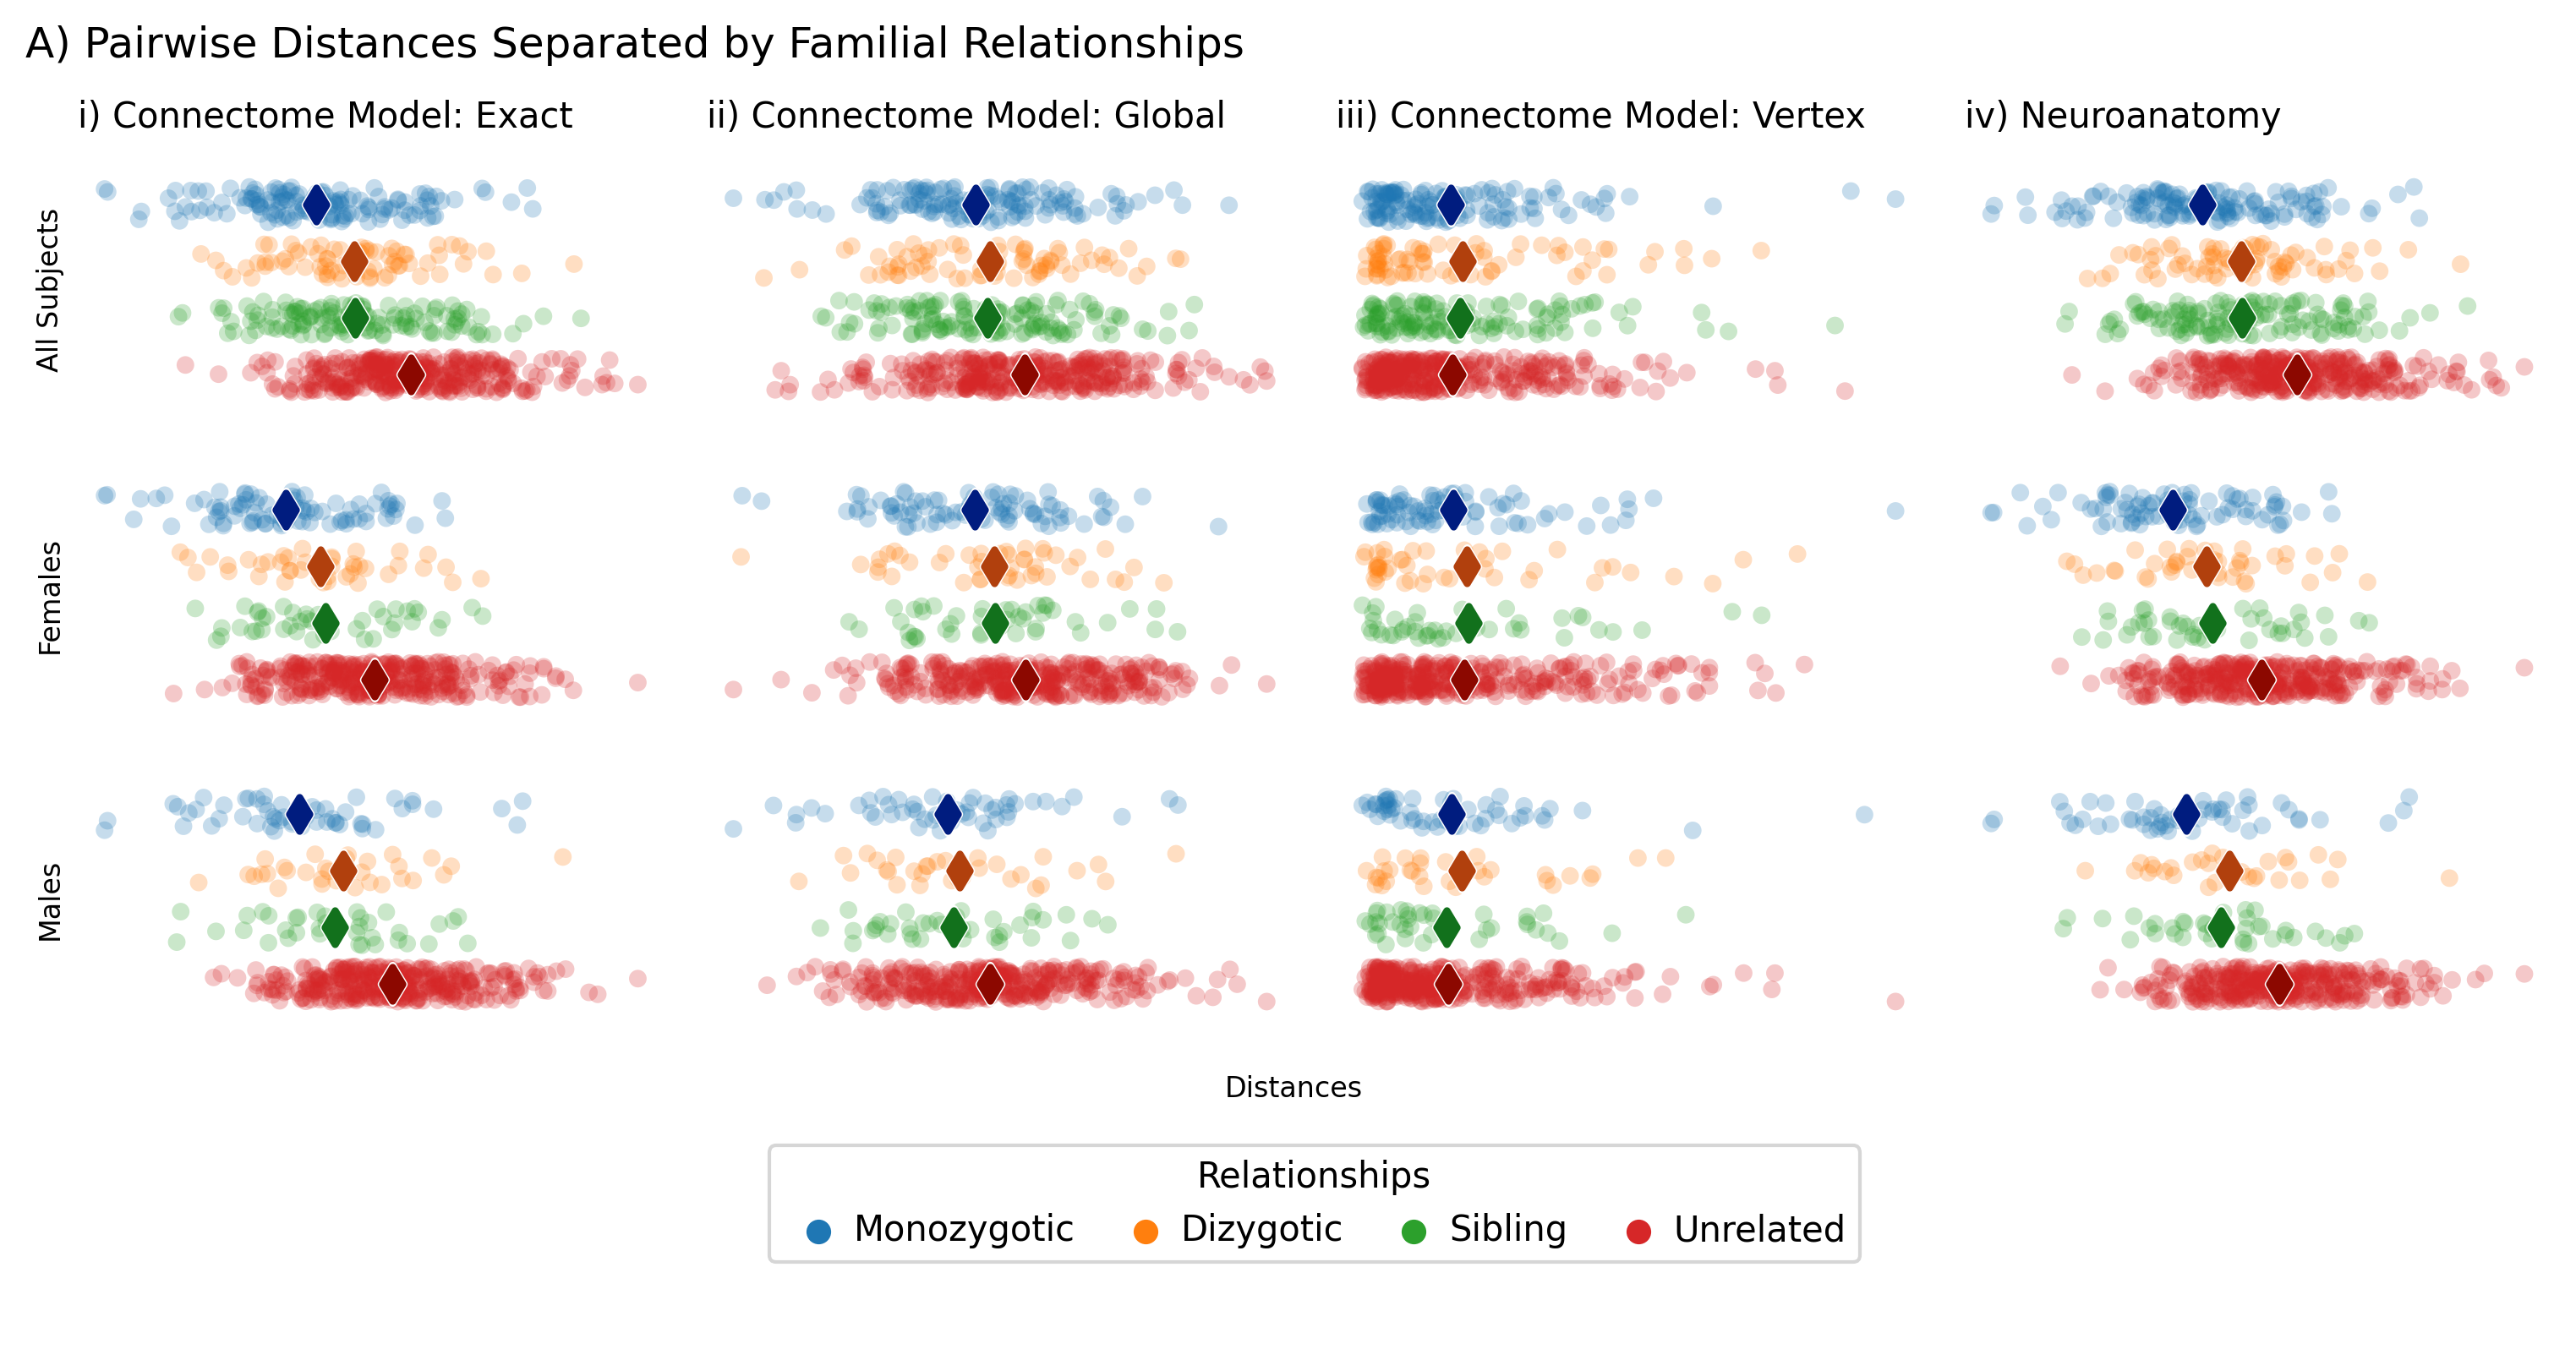 A) Pairwise Distances Separated by Familial Relationships
i) Connectome Model: Exact
ii) Connectome Model: Global
iii) Connectome Model: Vertex
iv) Neuroanatomy
All Subjects
Females
Males
Distances
Relationships
Monozygotic
Dizygotic
Sibling
Unrelated